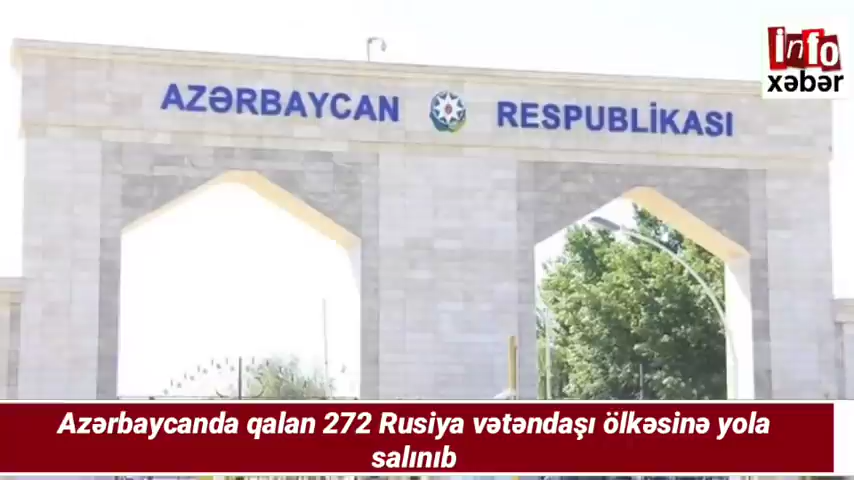 info
xəbər
AZƏRBAYCAN RESPUBLİKASI
Azərbaycanda qalan 272 Rusiya vətəndaşı ölkəsinə yola
salınıb